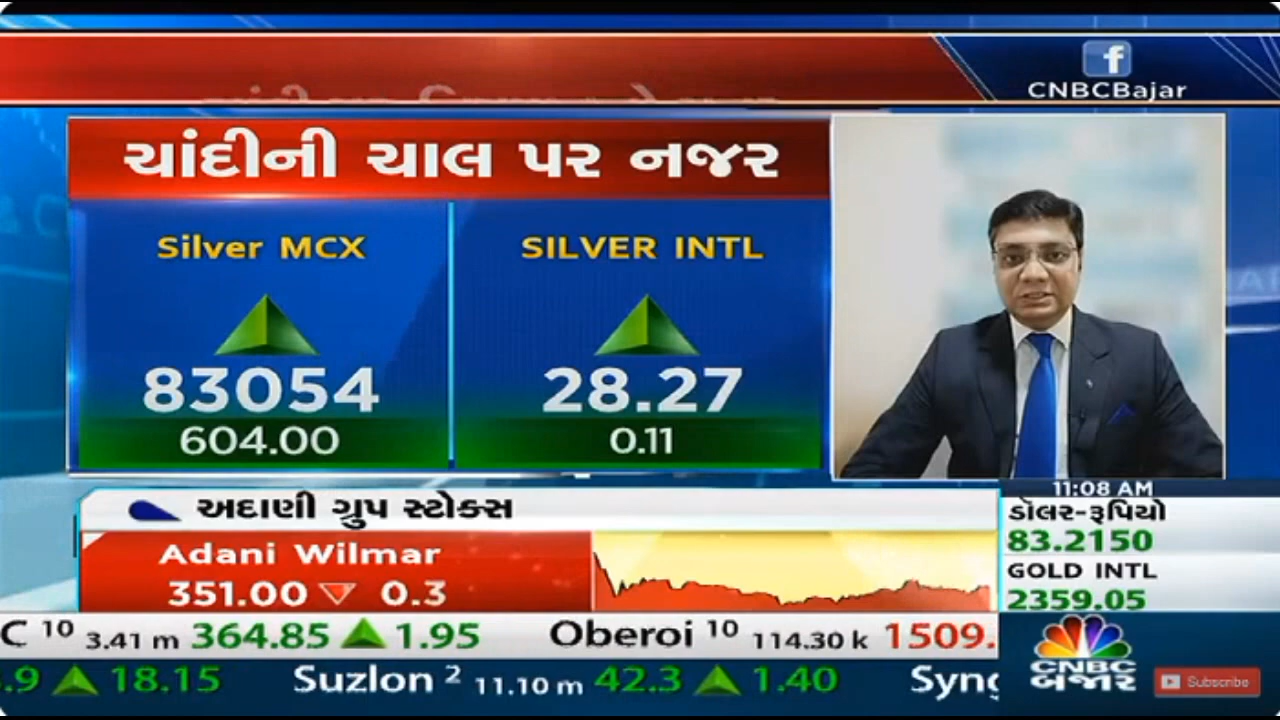 CNBCBajar
ચાંદીની ચાલ પર નજર
Silver MCX
83054
604.00
SILVER INTL
28.27
0.11
11:08 AM
ડૉલર-રૂપિયો
83.2150
GOLD INTL
2359.05
અદાણી ગ્રુપ સ્ટોક્સ
Adani Wilmar
351.00 0.3
C 10 3.41 m 364.85 1.95 Oberoi 10 114.30 k 1509.
.9 18.15 Suzlon 2 11.10 m 42.3 1.40
CNBC
બજાર
Subscribe